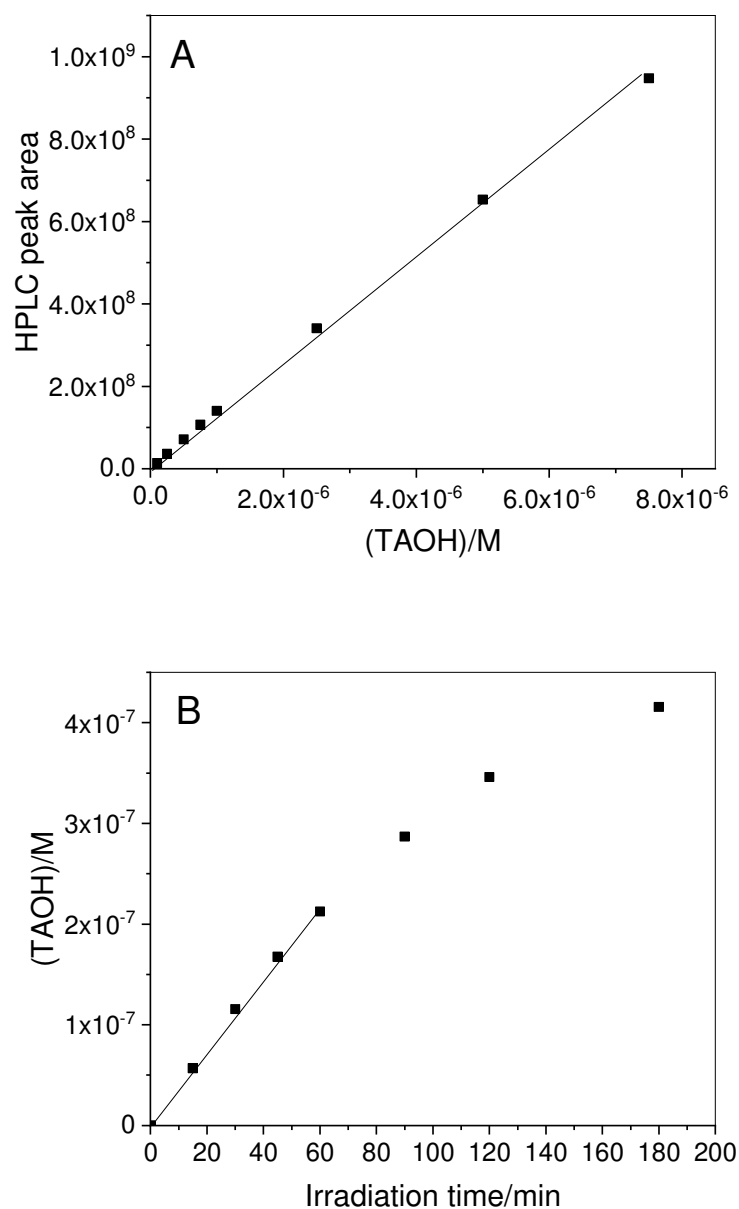 A
1.0x10⁹
8.0x10⁸
6.0x10⁸
4.0x10⁸
2.0x10⁸
0.0
HPLC peak area
0.0 2.0x10⁻⁶ 4.0x10⁻⁶ 6.0x10⁻⁶ 8.0x10⁻⁶
(TAOH)/M
B
4x10⁻⁷
3x10⁻⁷
2x10⁻⁷
1x10⁻⁷
0
(TAOH)/M
0 20 40 60 80 100 120 140 160 180 200
Irradiation time/min